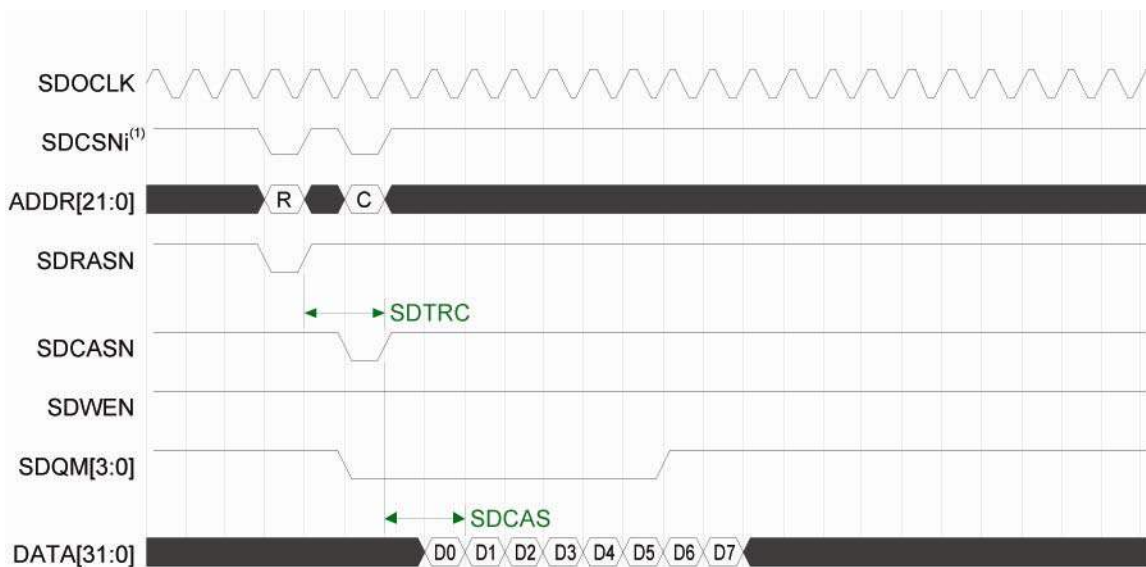 SDOCLK
SDCSNi(1)
ADDR[21:0] R C
SDRASN
SDTRC
SDCASN
SDWEN
SDQM[3:0]
SDCAS
DATA[31:0] D0 D1 D2 D3 D4 D5 D6 D7